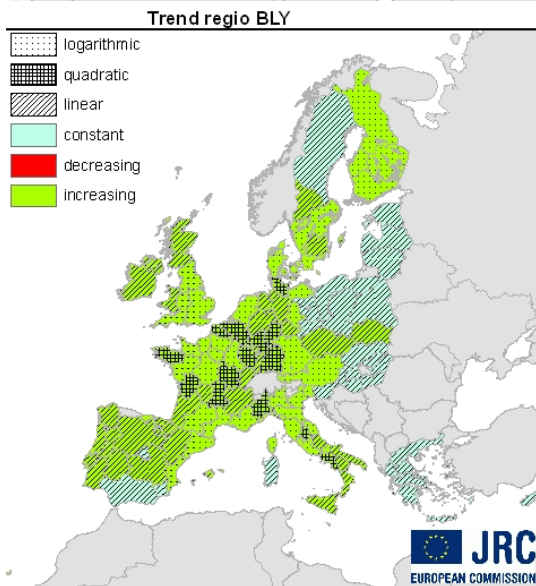 Trend regio BLY
logarithmic
quadratic
linear
constant
decreasing
increasing
JRC
EUROPEAN COMMISSION